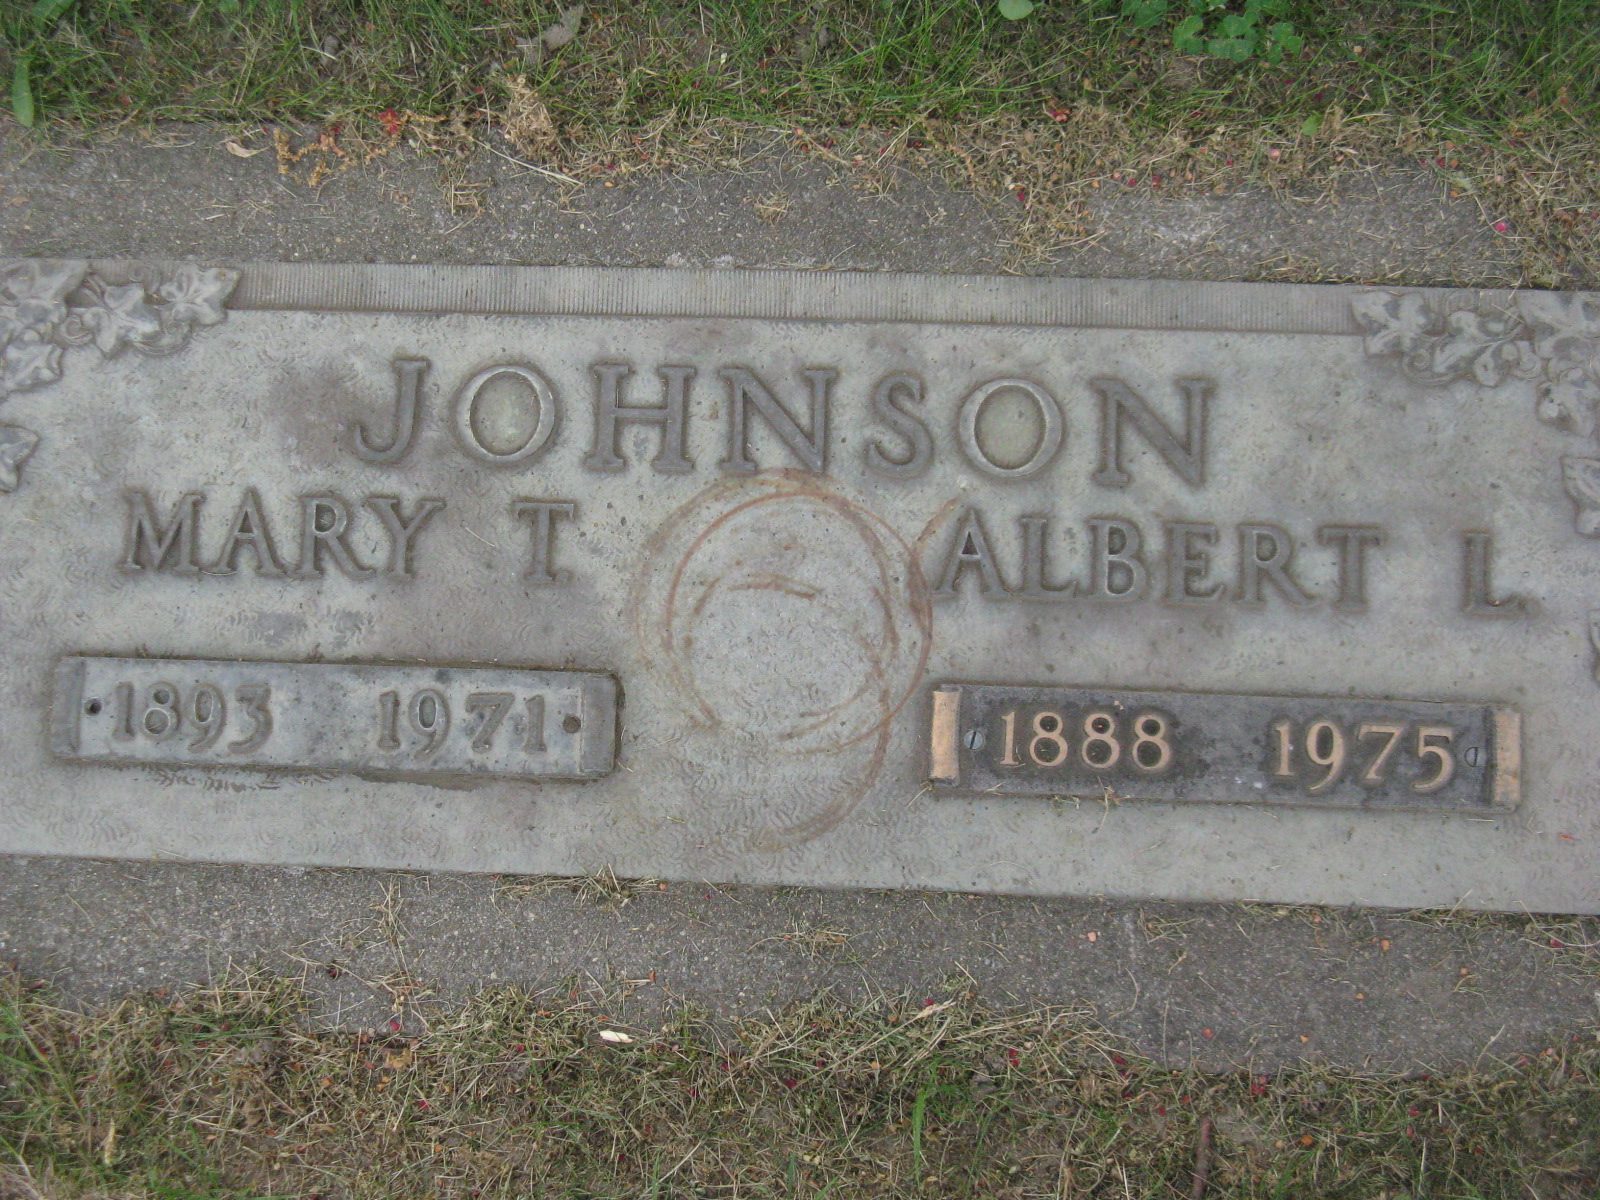 JOHNSON
MARY T. ALBERT L.
1893 1971 1888 1975